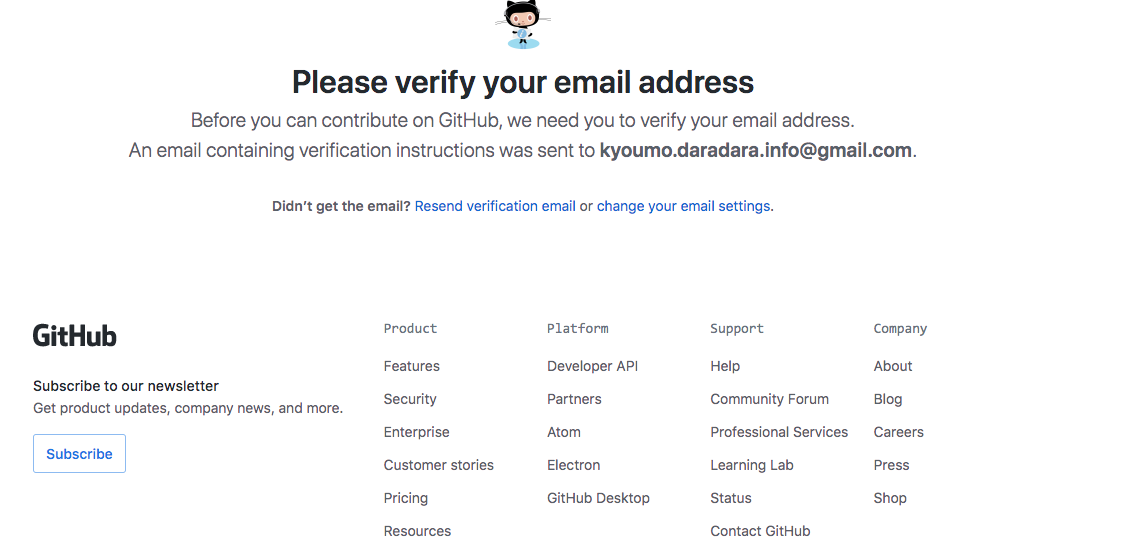 Please verify your email address
Before you can contribute on GitHub, we need you to verify your email address.
An email containing verification instructions was sent to kyoumo.daradara.info@gmail.com.
Didn’t get the email? Resend verification email or change your email settings.
GitHub
Subscribe to our newsletter
Get product updates, company news, and more.
Subscribe
Product
Features
Security
Enterprise
Customer stories
Pricing
Resources
Platform
Developer API
Partners
Atom
Electron
GitHub Desktop
Support
Help
Community Forum
Professional Services
Learning Lab
Status
Contact GitHub
Company
About
Blog
Careers
Press
Shop